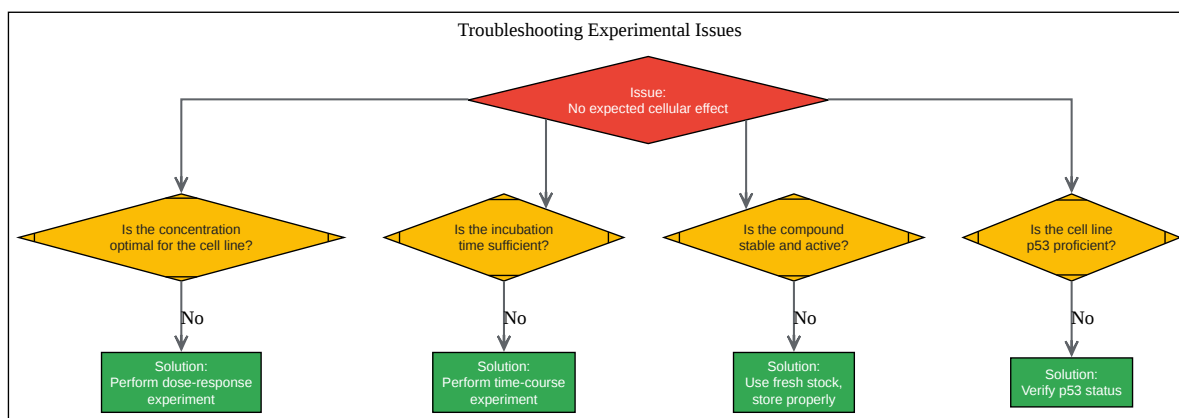 Troubleshooting Experimental Issues
Issue:
No expected cellular effect
Is the concentration
optimal for the cell line?
Is the incubation
time sufficient?
Is the compound
stable and active?
Is the cell line
p53 proficient?
No
No
No
No
Solution:
Perform dose-response
experiment
Solution:
Perform time-course
experiment
Solution:
Use fresh stock,
store properly
Solution:
Verify p53 status